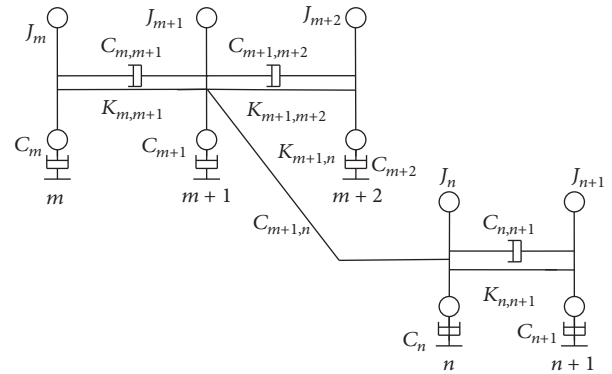 J_m J_{m+1} J_{m+2}
C_{m,m+1} C_{m+1,m+2}
K_{m,m+1} K_{m+1,m+2}
C_m C_{m+1} K_{m+1,n} C_{m+2}
m m + 1 m + 2
J_n J_{n+1}
C_{m+1,n} C_{n,n+1}
K_{n,n+1}
C_n C_{n+1}
n n + 1